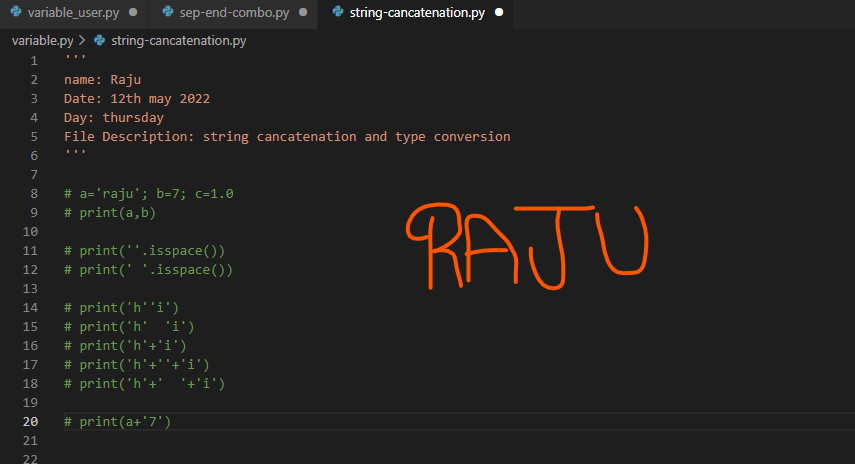 variable_user.py sep-end-combo.py string-cancatenation.py
variable.py > string-cancatenation.py
1 '''
2 name: Raju
3 Date: 12th may 2022
4 Day: thursday
5 File Description: string cancatenation and type conversion
6 '''
7
8 # a='raju'; b=7; c=1.0
9 # print(a,b)
10
11 # print(''.isspace())
12 # print(' '.isspace())
13
14 # print('h''i')
15 # print('h'  'i')
16 # print('h'+'i')
17 # print('h'+''+'i')
18 # print('h'+'  '+'i')
19
20 # print(a+'7')
21
22
RAJU